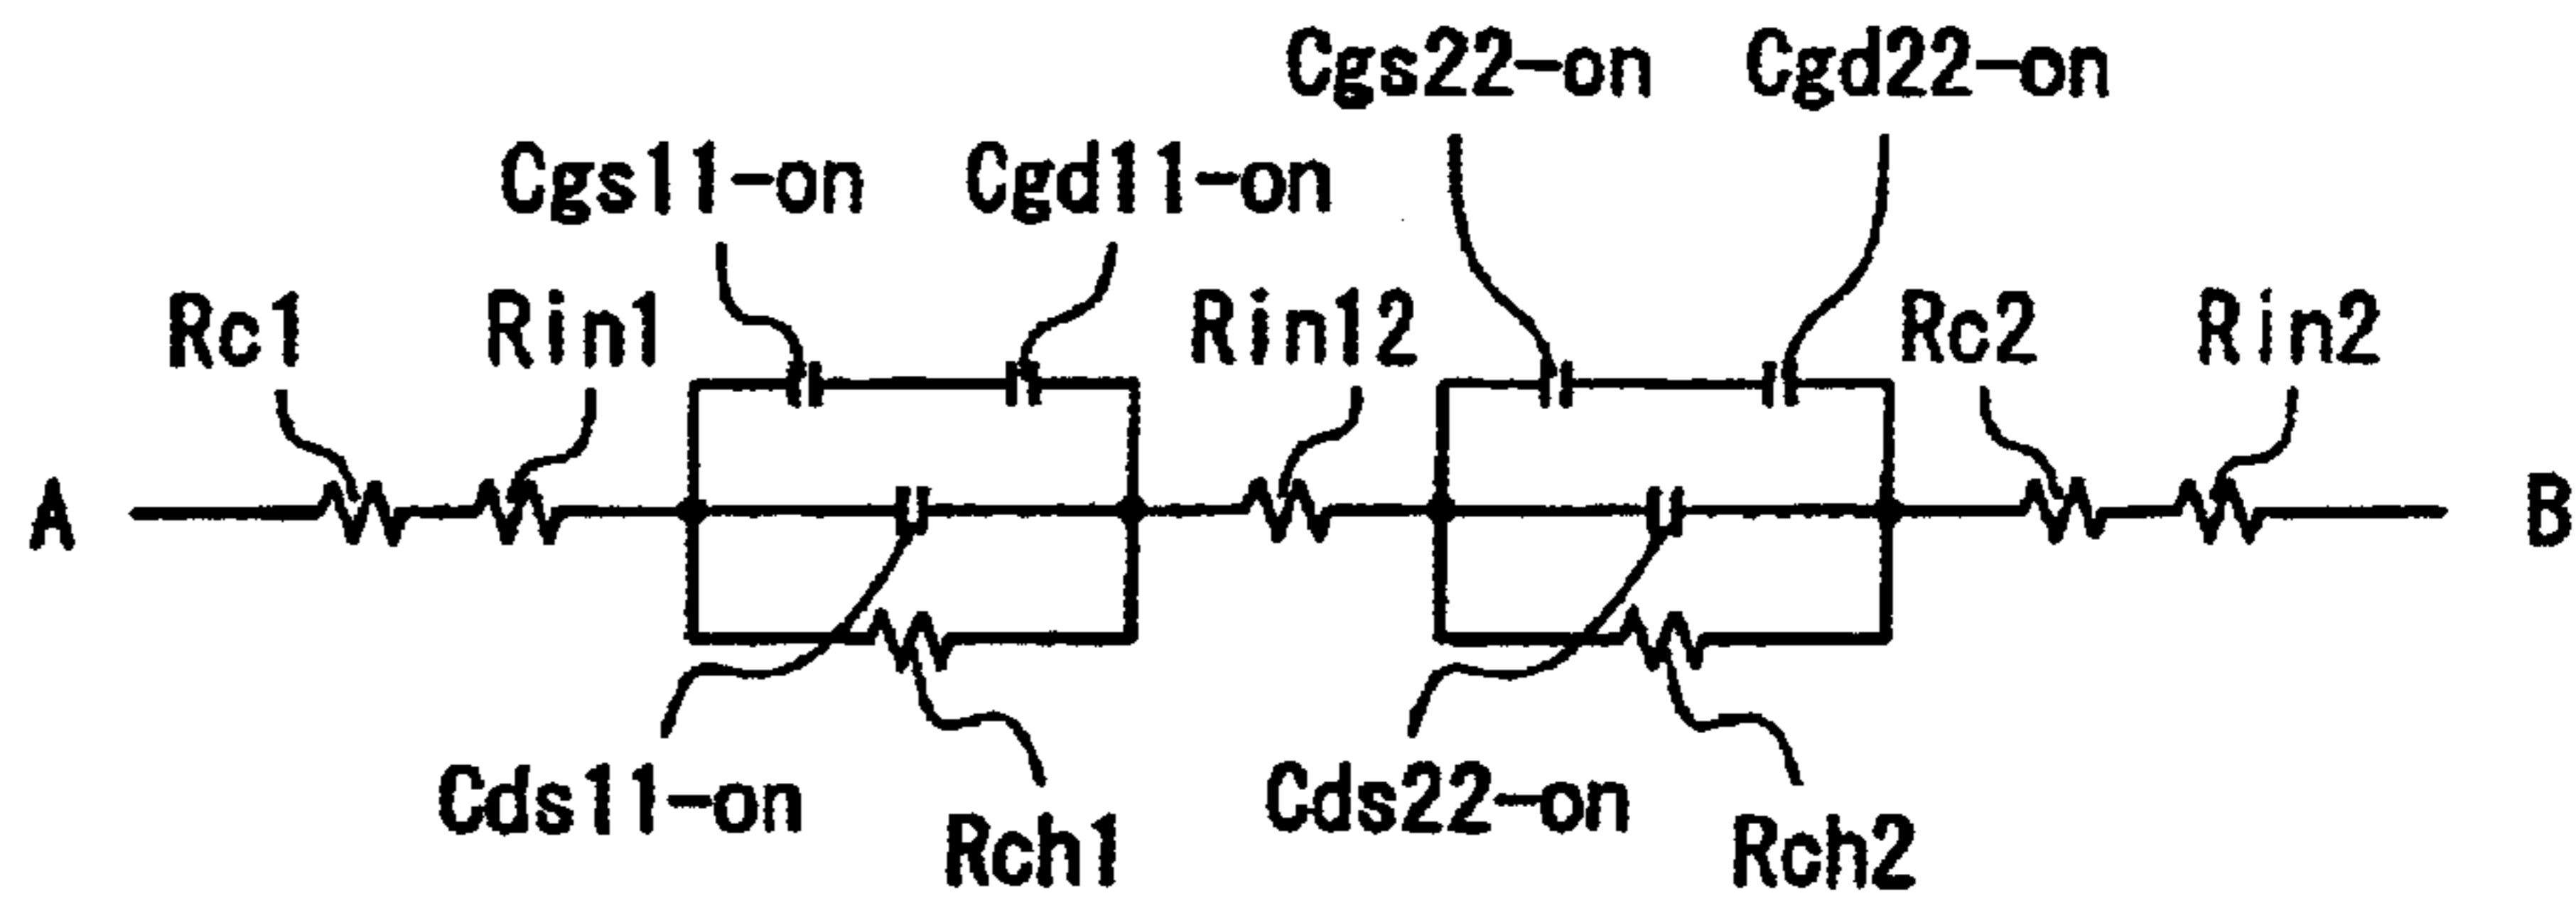 Cgs22-on Cgd22-on
Cgs11-on Cgd11-on
Rc1 Rin1 Rin12 Rc2 Rin2
A B
Cds11-on Cds22-on
Rch1 Rch2